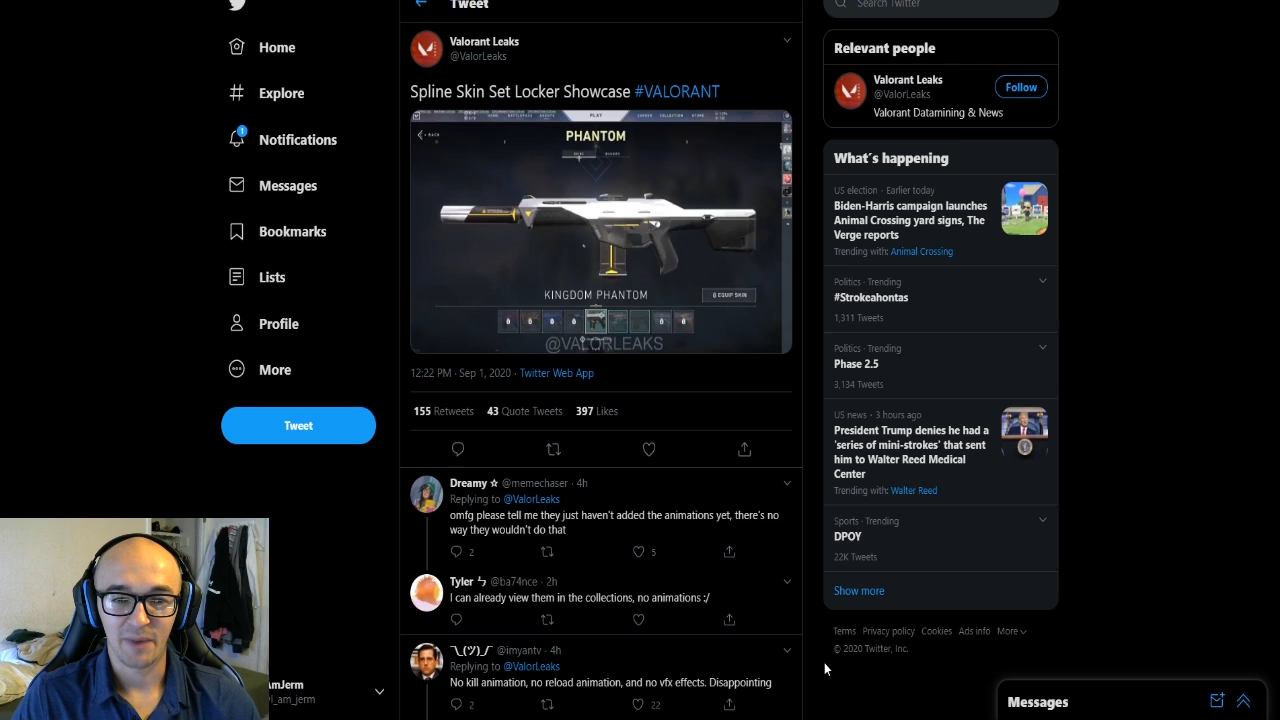 Tweet
Search Twitter
Home
Explore
1
Notifications
Messages
Bookmarks
Lists
Profile
More
Tweet
Valorant Leaks
@ValorLeaks
Spline Skin Set Locker Showcase #VALORANT
PLAY
BACK
PHANTOM
KINGDOM PHANTOM
EQUIP SKIN
@VALORLEAKS
12:22 PM · Sep 1, 2020 · Twitter Web App
155 Retweets 43 Quote Tweets 397 Likes
Dreamy ☆ @memechaser · 4h
Replying to @ValorLeaks
omfg please tell me they just haven't added the animations yet, there's no
way they wouldn't do that
2
5
Tyler ㄣ @ba74nce · 2h
I can already view them in the collections, no animations :/
¯\_(ツ)_/¯ @imyantv · 4h
Replying to @ValorLeaks
No kill animation, no reload animation, and no vfx effects. Disappointing
2
22
Relevant people
Valorant Leaks
@ValorLeaks
Follow
Valorant Datamining & News
What's happening
US election · Earlier today
Biden-Harris campaign launches
Animal Crossing yard signs, The
Verge reports
Trending with: Animal Crossing
Politics · Trending
#Strokeahontas
1,311 Tweets
Politics · Trending
Phase 2.5
3,134 Tweets
US news · 3 hours ago
President Trump denies he had a
'series of mini-strokes' that sent
him to Walter Reed Medical
Center
Trending with: Walter Reed
Sports · Trending
DPOY
22K Tweets
Show more
Terms Privacy policy Cookies Ads info More
© 2020 Twitter, Inc.
AmJerm
i_am_jerm
Messages